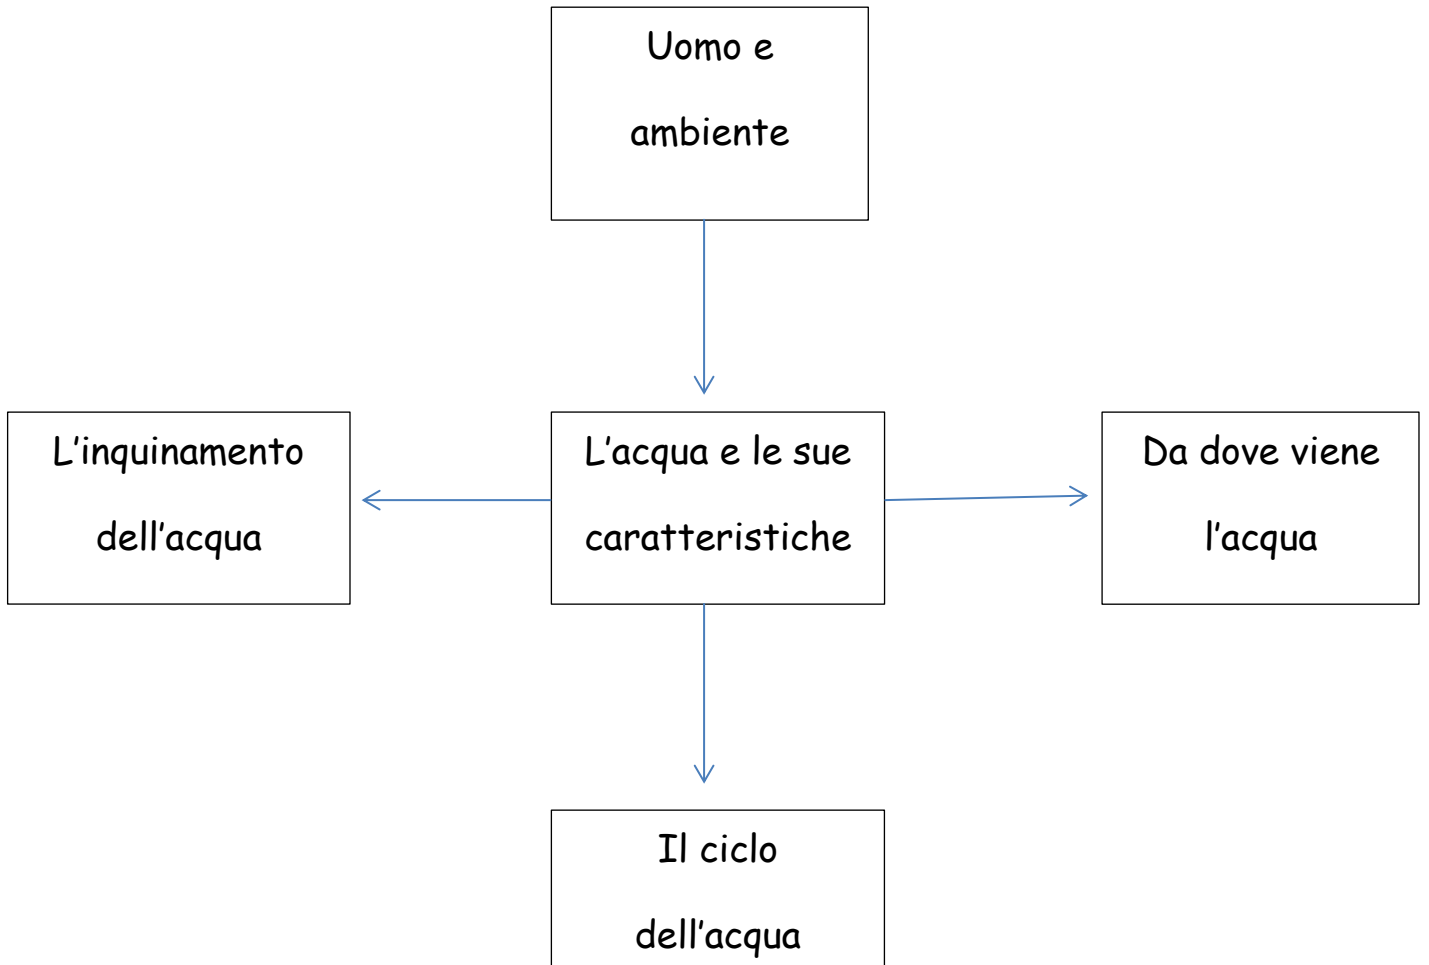 Uomo e
ambiente
L'inquinamento
dell'acqua
L'acqua e le sue
caratteristiche
Da dove viene
l'acqua
Il ciclo
dell'acqua